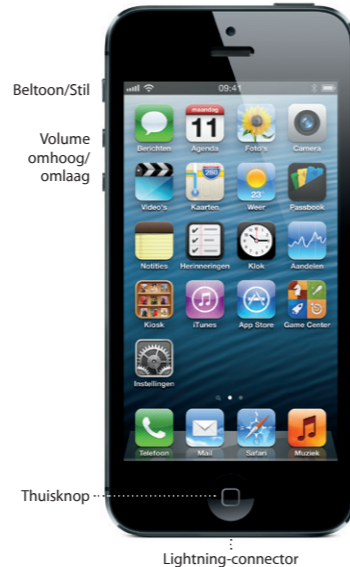 Beltoon/Stil
Volume
omhoog/
omlaag
09:41
maandag
11
280
23°
Berichten Agenda Foto's Camera
Video's Kaarten Weer Passbook
Notities Herinneringen Klok Aandelen
Kiosk iTunes App Store Game Center
Instellingen
Telefoon Mail Safari Muziek
Thuisknop
Lightning-connector